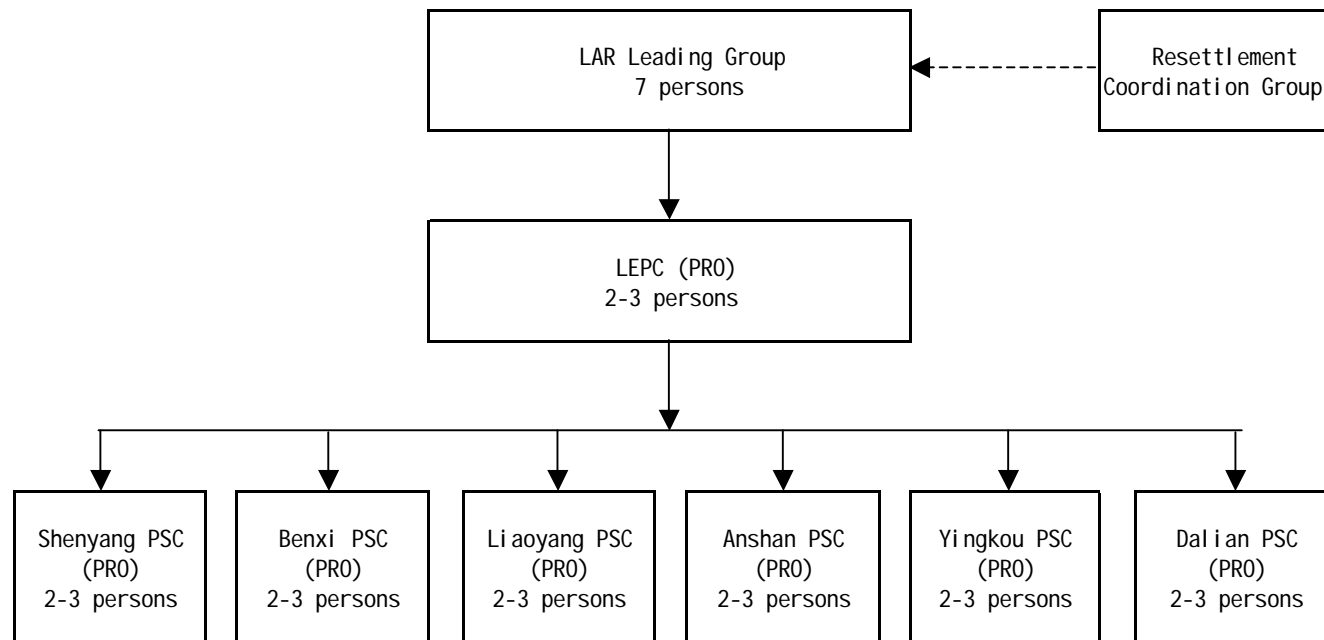 LAR Leading Group
7 persons
Resettlement
Coordination Group
LEPC (PRO)
2-3 persons
Shenyang PSC
(PRO)
2-3 persons
Benxi PSC
(PRO)
2-3 persons
Liaoyang PSC
(PRO)
2-3 persons
Anshan PSC
(PRO)
2-3 persons
Yingkou PSC
(PRO)
2-3 persons
Dalian PSC
(PRO)
2-3 persons